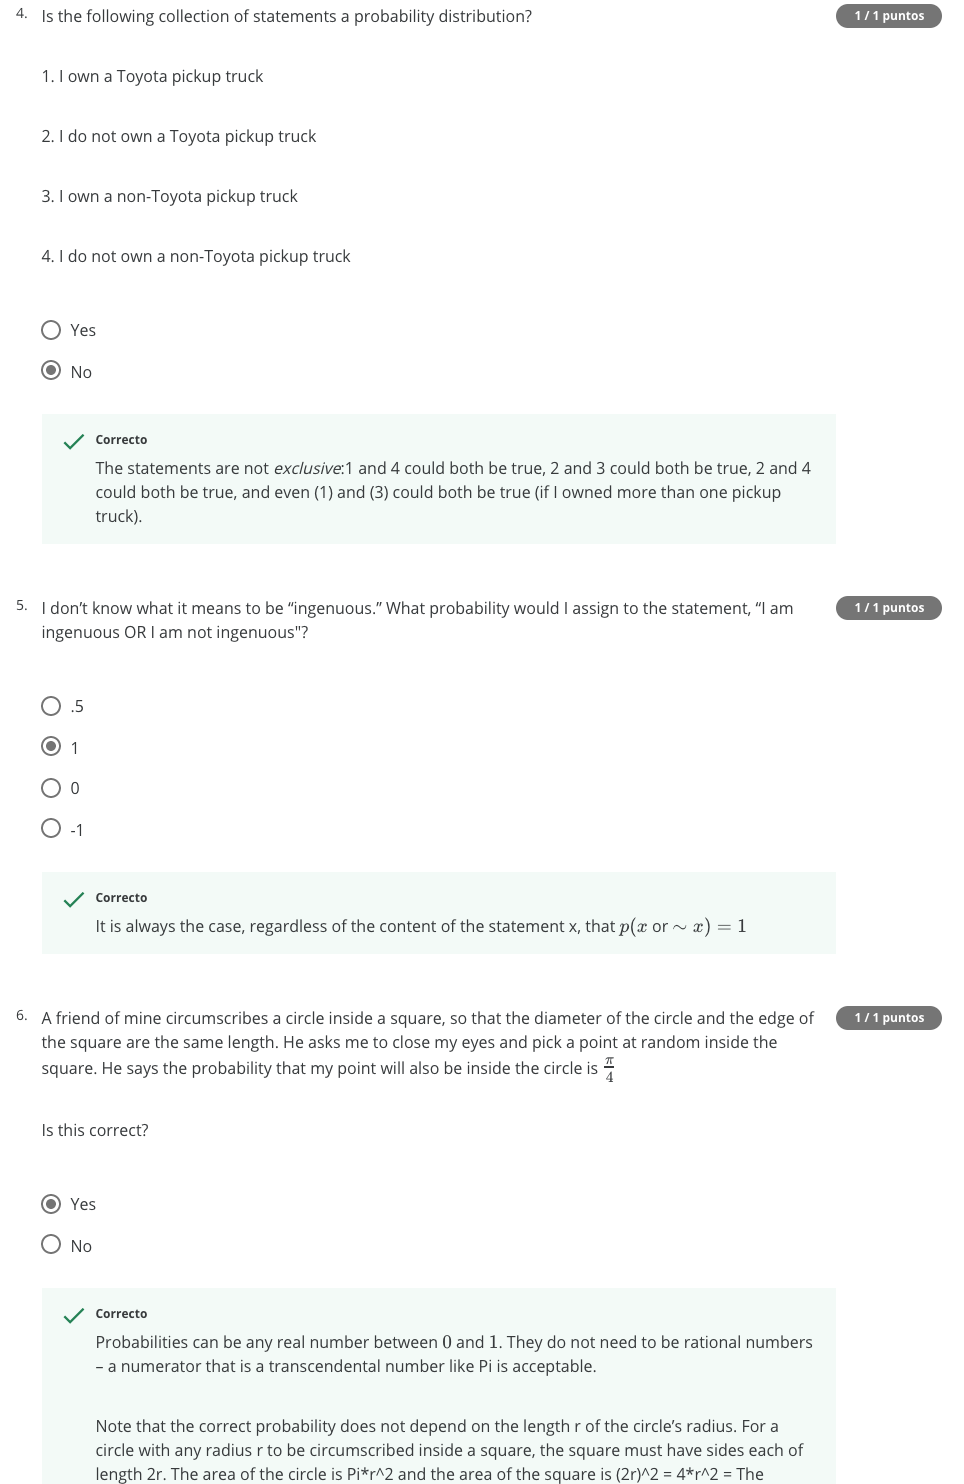 4. Is the following collection of statements a probability distribution?
1 / 1 puntos
1. I own a Toyota pickup truck
2. I do not own a Toyota pickup truck
3. I own a non-Toyota pickup truck
4. I do not own a non-Toyota pickup truck
Yes
No
Correcto
The statements are not exclusive:1 and 4 could both be true, 2 and 3 could both be true, 2 and 4
could both be true, and even (1) and (3) could both be true (if I owned more than one pickup
truck).
5. I don’t know what it means to be “ingenuous.” What probability would I assign to the statement, “I am
ingenuous OR I am not ingenuous"?
1 / 1 puntos
.5
1
0
-1
Correcto
It is always the case, regardless of the content of the statement x, that p(x or ∼ x) = 1
6. A friend of mine circumscribes a circle inside a square, so that the diameter of the circle and the edge of
the square are the same length. He asks me to close my eyes and pick a point at random inside the
square. He says the probability that my point will also be inside the circle is π/4
1 / 1 puntos
Is this correct?
Yes
No
Correcto
Probabilities can be any real number between 0 and 1. They do not need to be rational numbers
– a numerator that is a transcendental number like Pi is acceptable.
Note that the correct probability does not depend on the length r of the circle’s radius. For a
circle with any radius r to be circumscribed inside a square, the square must have sides each of
length 2r. The area of the circle is Pi*r^2 and the area of the square is (2r)^2 = 4*r^2 = The